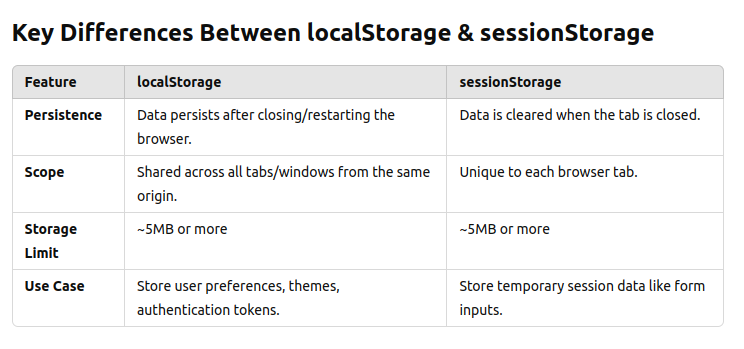 Key Differences Between localStorage & sessionStorage
Feature localStorage sessionStorage
Persistence Data persists after closing/restarting the browser. Data is cleared when the tab is closed.
Scope Shared across all tabs/windows from the same origin. Unique to each browser tab.
Storage Limit ~5MB or more ~5MB or more
Use Case Store user preferences, themes, authentication tokens. Store temporary session data like form inputs.